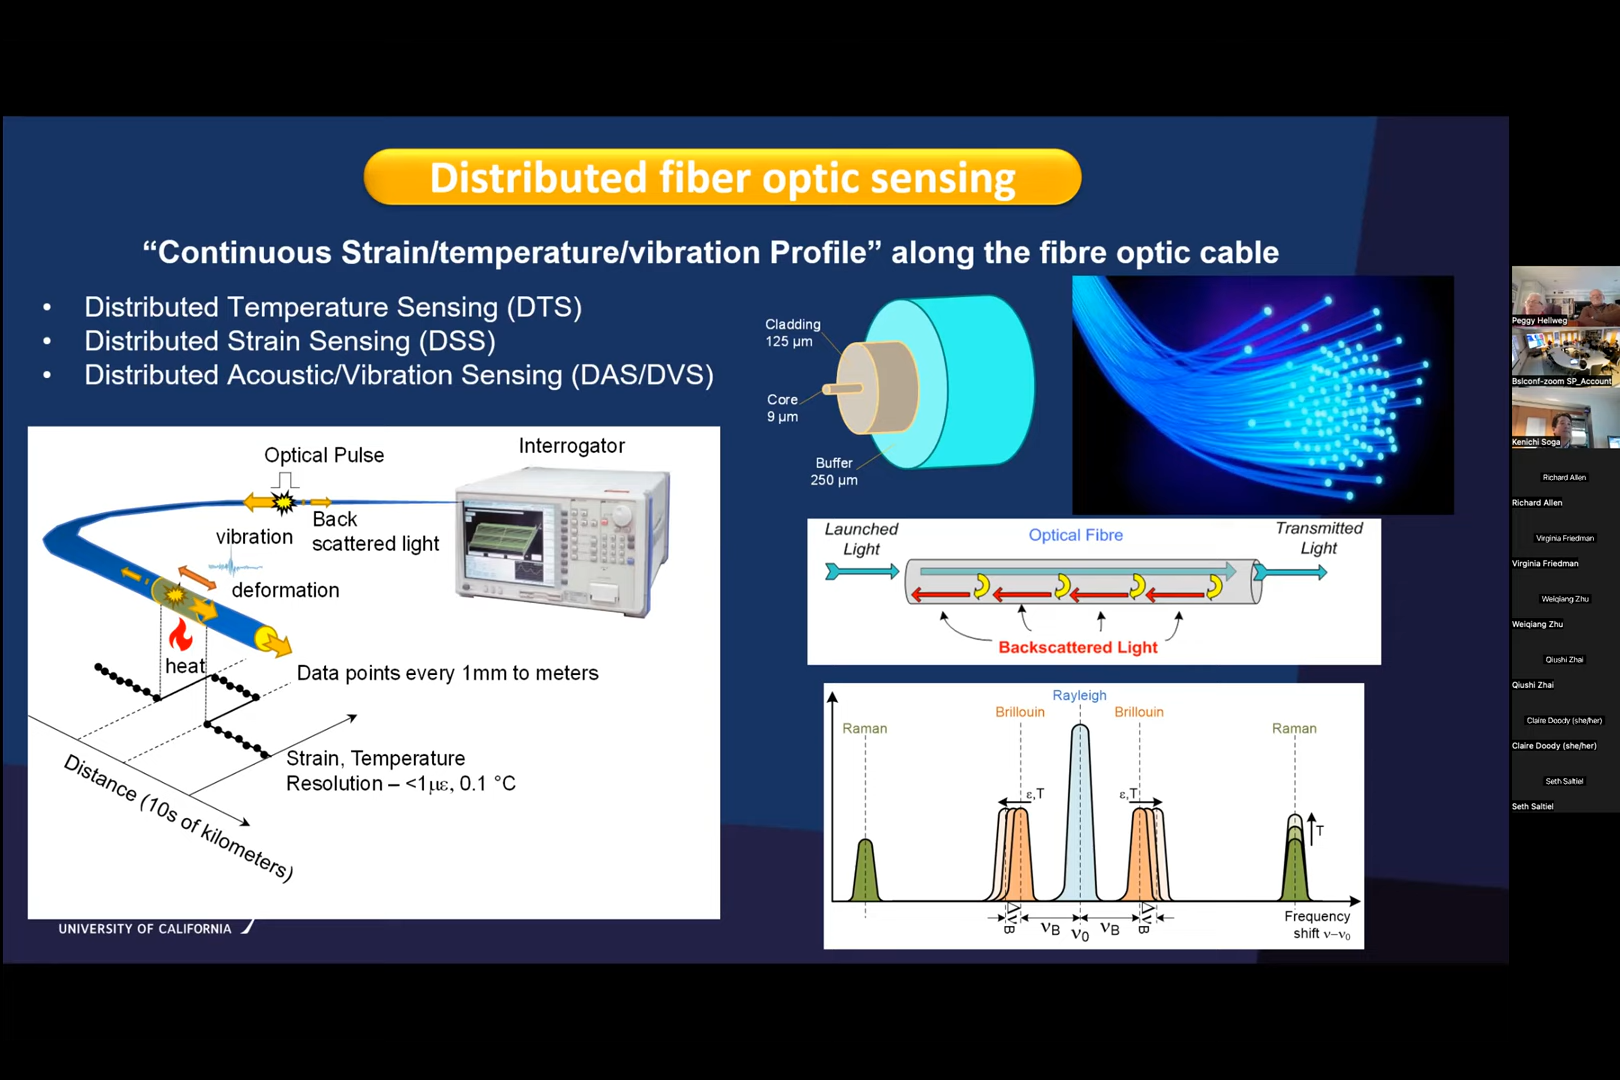 Distributed fiber optic sensing
“Continuous Strain/temperature/vibration Profile” along the fibre optic cable
• Distributed Temperature Sensing (DTS)
• Distributed Strain Sensing (DSS)
• Distributed Acoustic/Vibration Sensing (DAS/DVS)
Optical Pulse
Interrogator
Back
scattered light
vibration
deformation
heat
Data points every 1mm to meters
Strain, Temperature
Resolution – <1με, 0.1 °C
Distance (10s of kilometers)
UNIVERSITY OF CALIFORNIA
Cladding
125 μm
Core
9 μm
Buffer
250 μm
Launched
Light
Optical Fibre
Transmitted
Light
Backscattered Light
Rayleigh
Brillouin
Brillouin
Raman
Raman
ε,T
ε,T
T
ΔνB
νB
ν0
νB
ΔνB
Frequency
shift ν–ν0
Peggy Hellweg
Bslconf-zoom SP_Account
Kenichi Soga
Richard Allen
Richard Allen
Virginia Friedman
Virginia Friedman
Weiqiang Zhu
Weiqiang Zhu
Qiushi Zhai
Qiushi Zhai
Claire Doody (she/her)
Claire Doody (she/her)
Seth Saltiel
Seth Saltiel